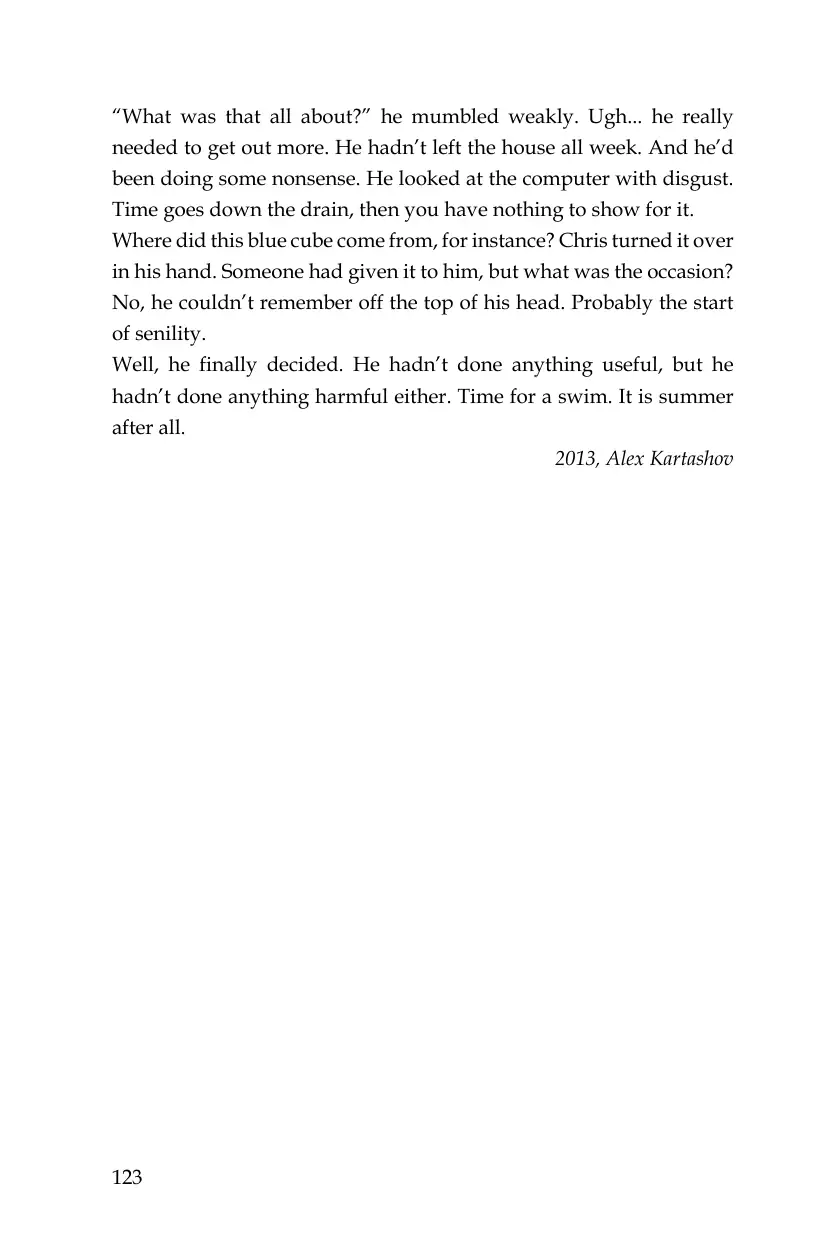 “What was that all about?” he mumbled weakly. Ugh... he really
needed to get out more. He hadn’t left the house all week. And he’d
been doing some nonsense. He looked at the computer with disgust.
Time goes down the drain, then you have nothing to show for it.
Where did this blue cube come from, for instance? Chris turned it over
in his hand. Someone had given it to him, but what was the occasion?
No, he couldn’t remember off the top of his head. Probably the start
of senility.
Well, he finally decided. He hadn’t done anything useful, but he
hadn’t done anything harmful either. Time for a swim. It is summer
after all.
2013, Alex Kartashov
123